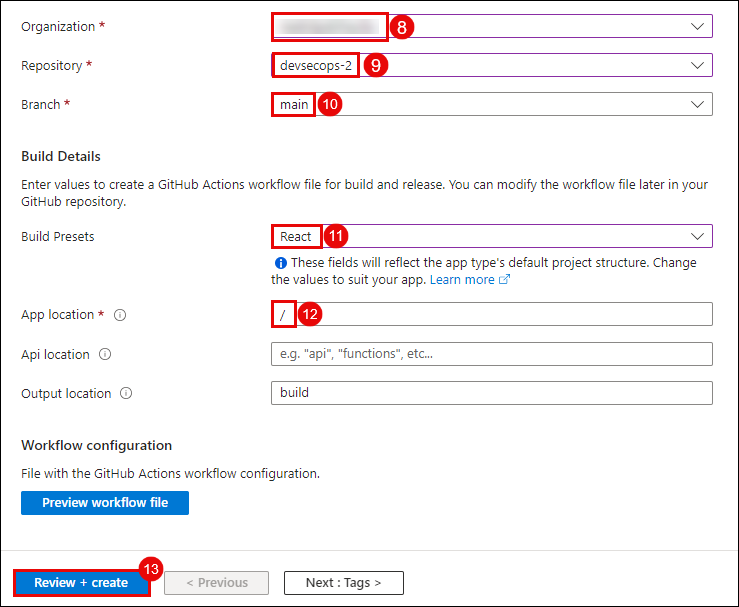 Organization *
8
Repository *
devsecops-2
9
Branch *
main
10
Build Details
Enter values to create a GitHub Actions workflow file for build and release. You can modify the workflow file later in your
GitHub repository.
Build Presets
React
11
These fields will reflect the app type's default project structure. Change
the values to suit your app. Learn more
App location *
/
12
Api location
e.g. "api", "functions", etc...
Output location
build
Workflow configuration
File with the GitHub Actions workflow configuration.
Preview workflow file
Review + create
13
< Previous
Next : Tags >